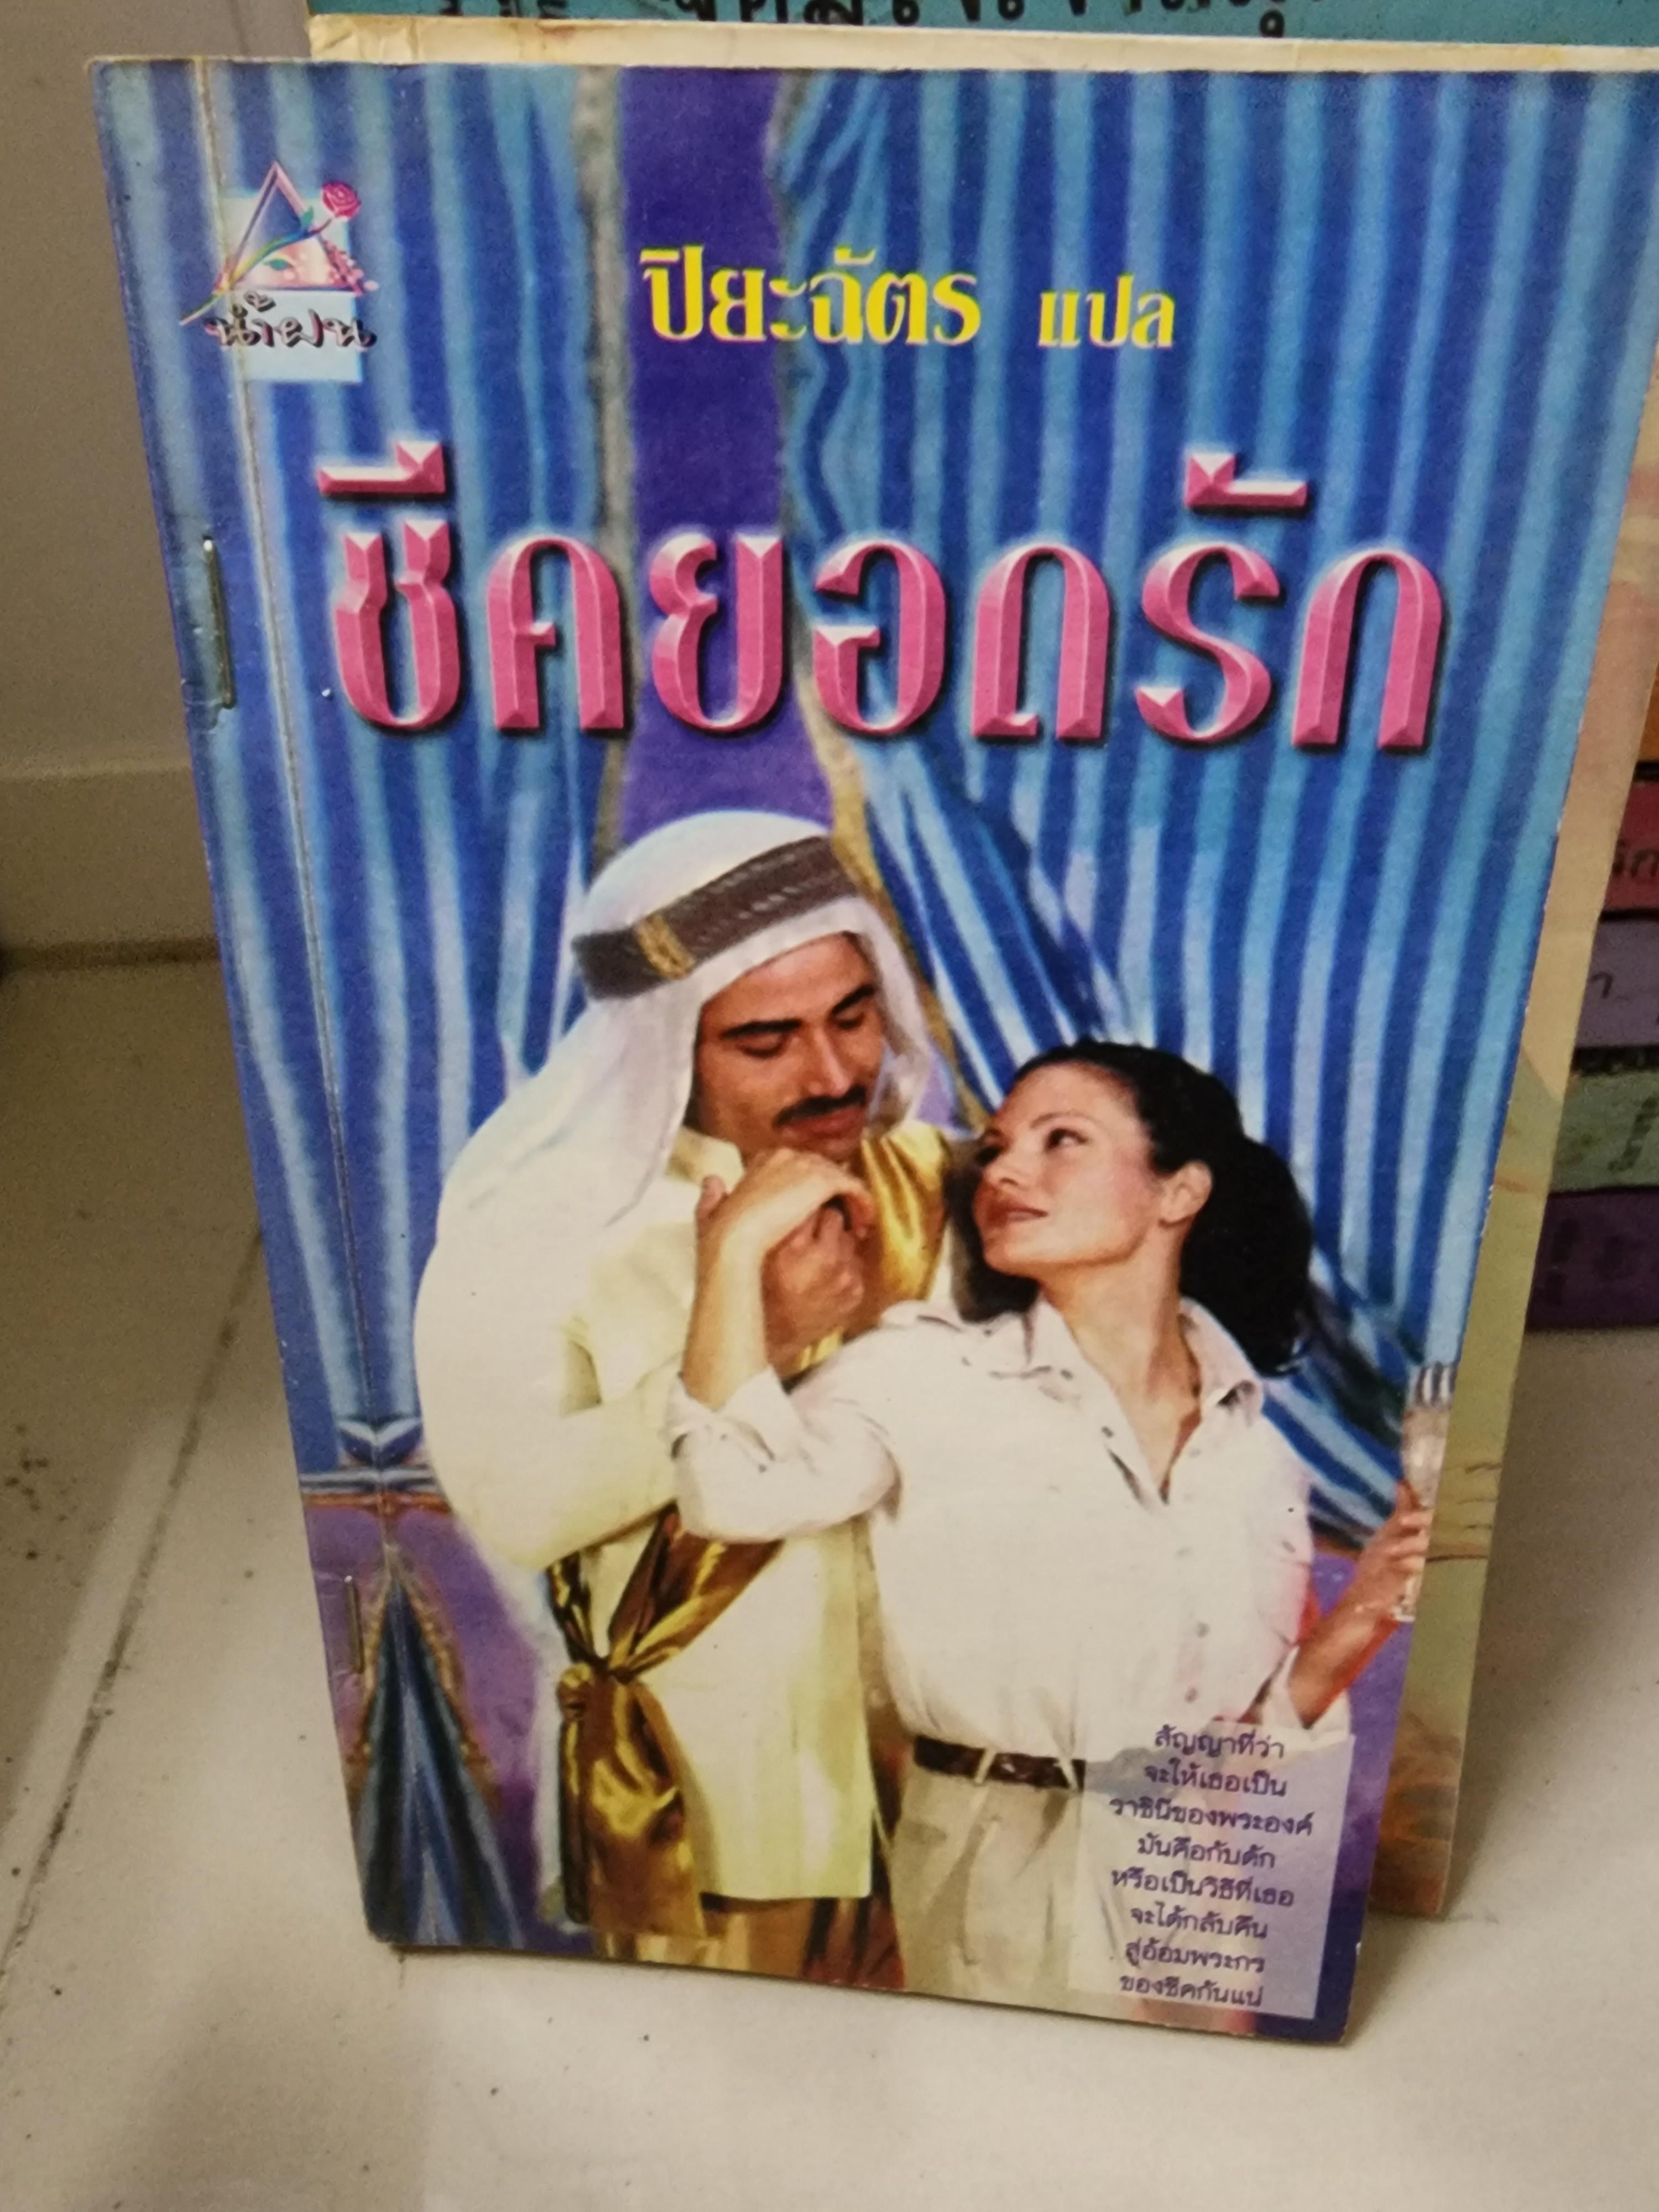 น้ำฝน
ปิยะฉัตร แปล
ชีคยอดรัก
สัญญาที่ว่า
จะให้เธอเป็น
ราชินีของพระองค์
มันคือกับดัก
หรือเป็นวิธีที่เธอ
จะได้กลับคืน
สู่อ้อมพระกร
ของชีคกันแน่